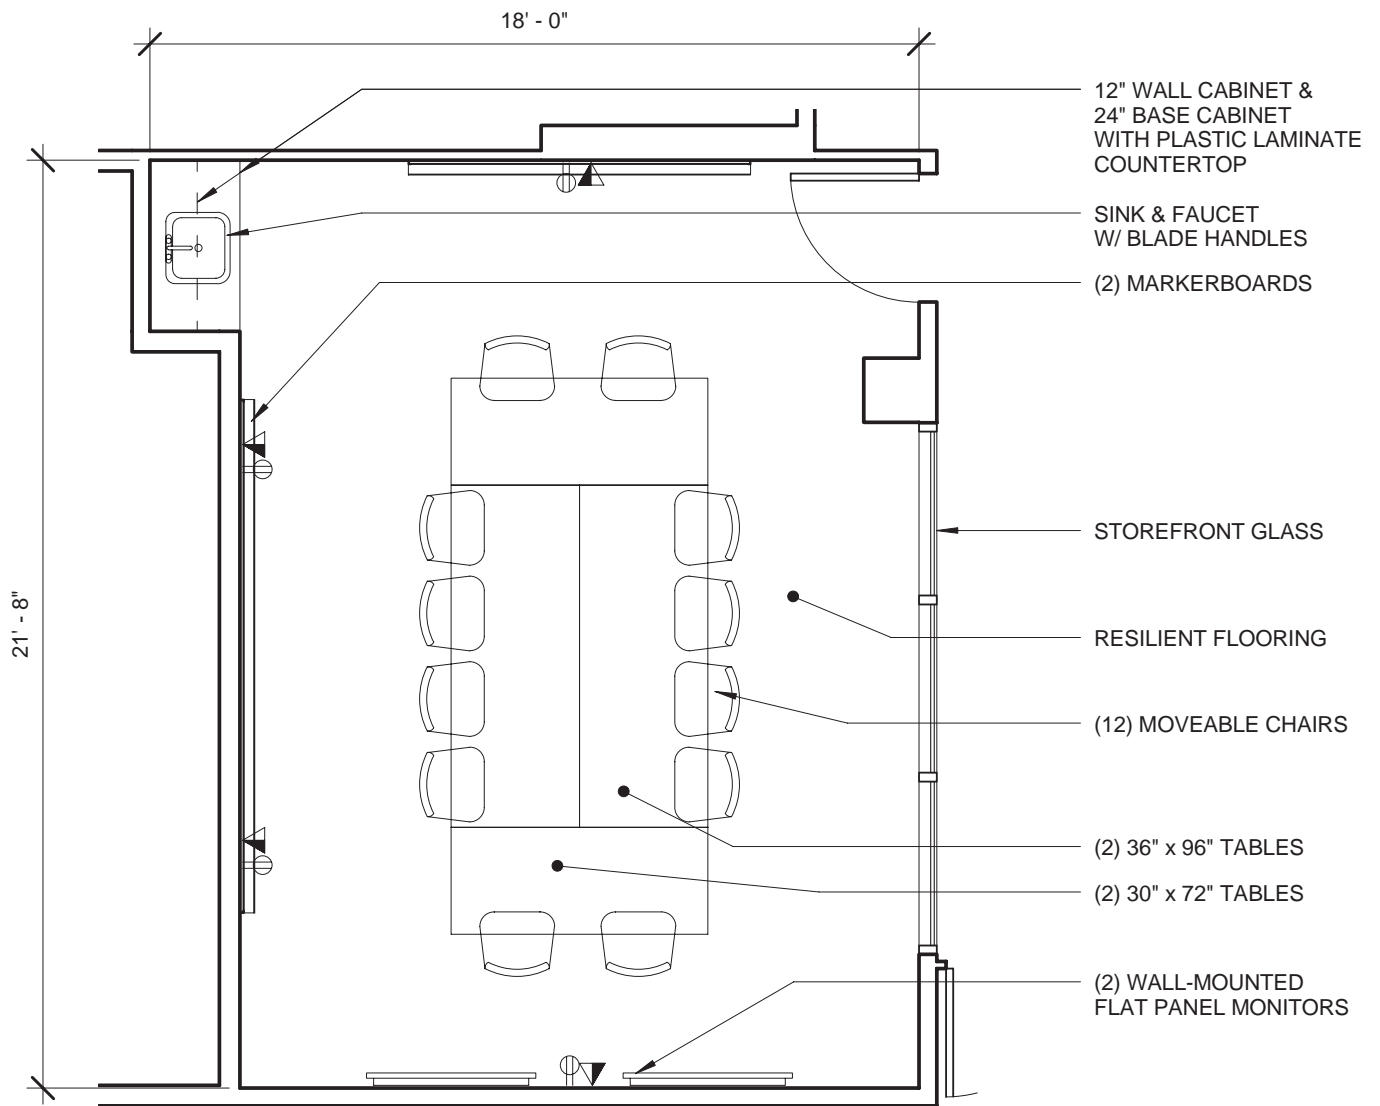 18' - 0"
12" WALL CABINET &
24" BASE CABINET
WITH PLASTIC LAMINATE
COUNTERTOP
SINK & FAUCET
W/ BLADE HANDLES
(2) MARKERBOARDS
STOREFRONT GLASS
21' - 8"
RESILIENT FLOORING
(12) MOVEABLE CHAIRS
(2) 36" x 96" TABLES
(2) 30" x 72" TABLES
(2) WALL-MOUNTED
FLAT PANEL MONITORS